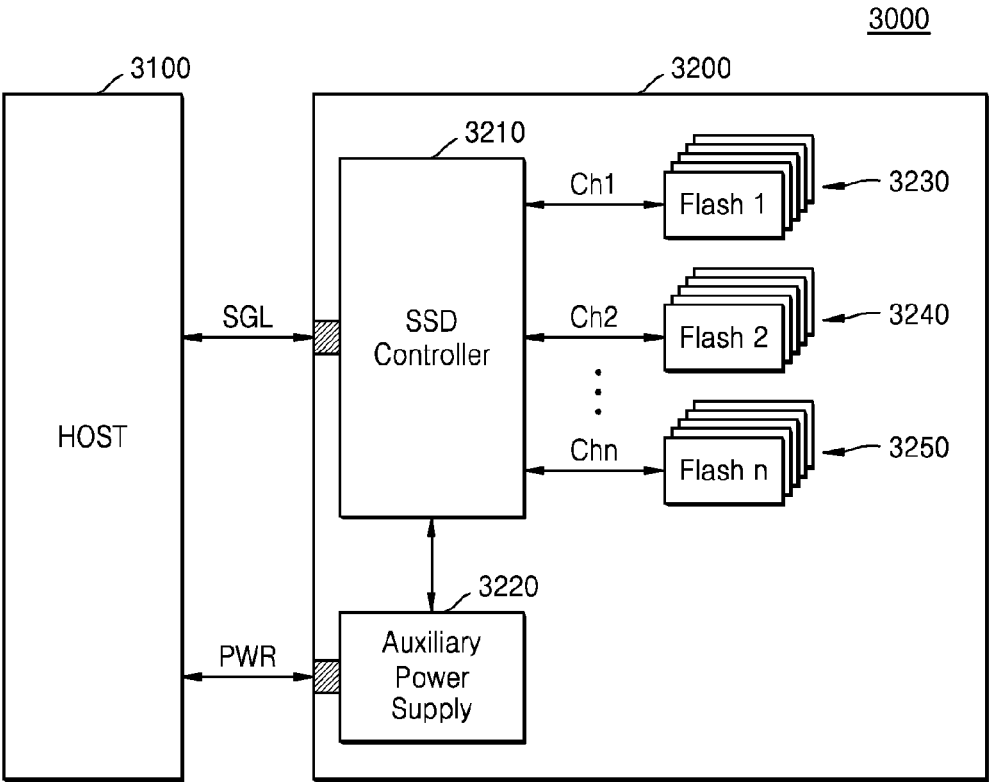 3000
3100
3200
3210
Ch1
Flash 1
3230
SGL
SSD
Controller
Ch2
Flash 2
3240
HOST
Chn
Flash n
3250
3220
PWR
Auxiliary
Power
Supply